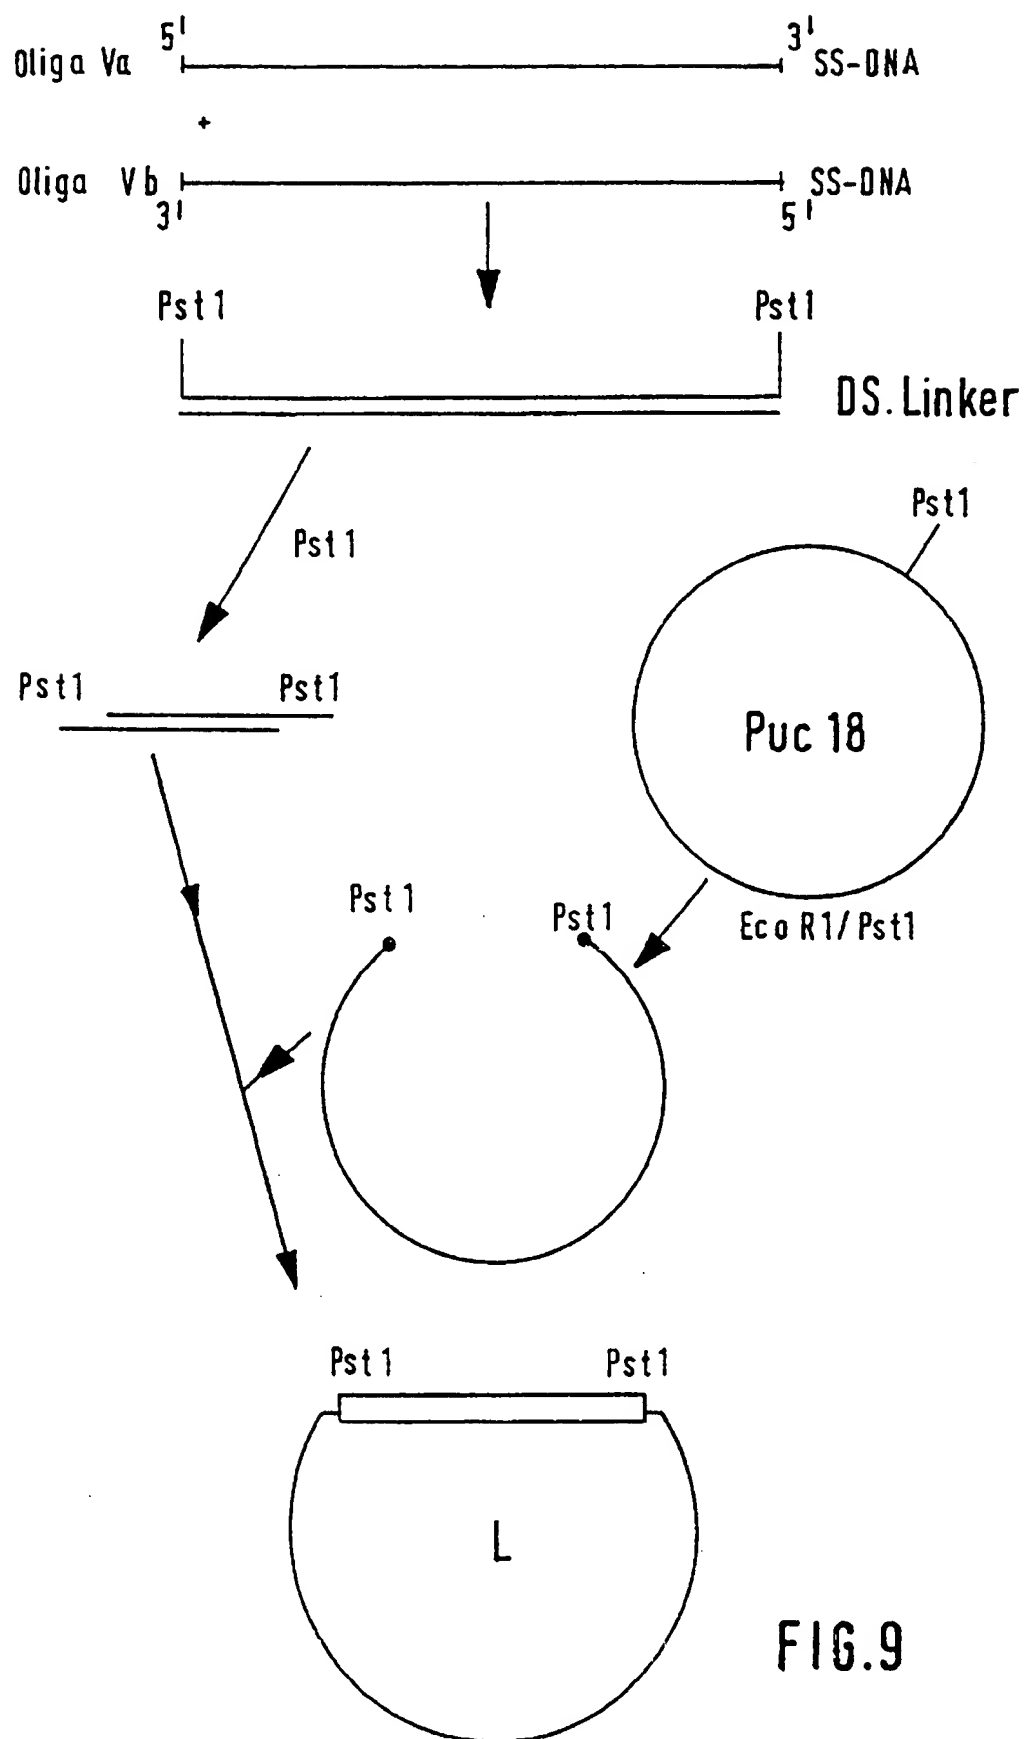 5' 3'
Oliga Va SS-DNA
+
Oliga Vb SS-DNA
3' 5'
Pst1 Pst1
DS.Linker
Pst1
Pst1
Pst1 Pst1
Puc 18
Pst1 Pst1
Eco R1/Pst1
Pst1 Pst1
L
FIG.9